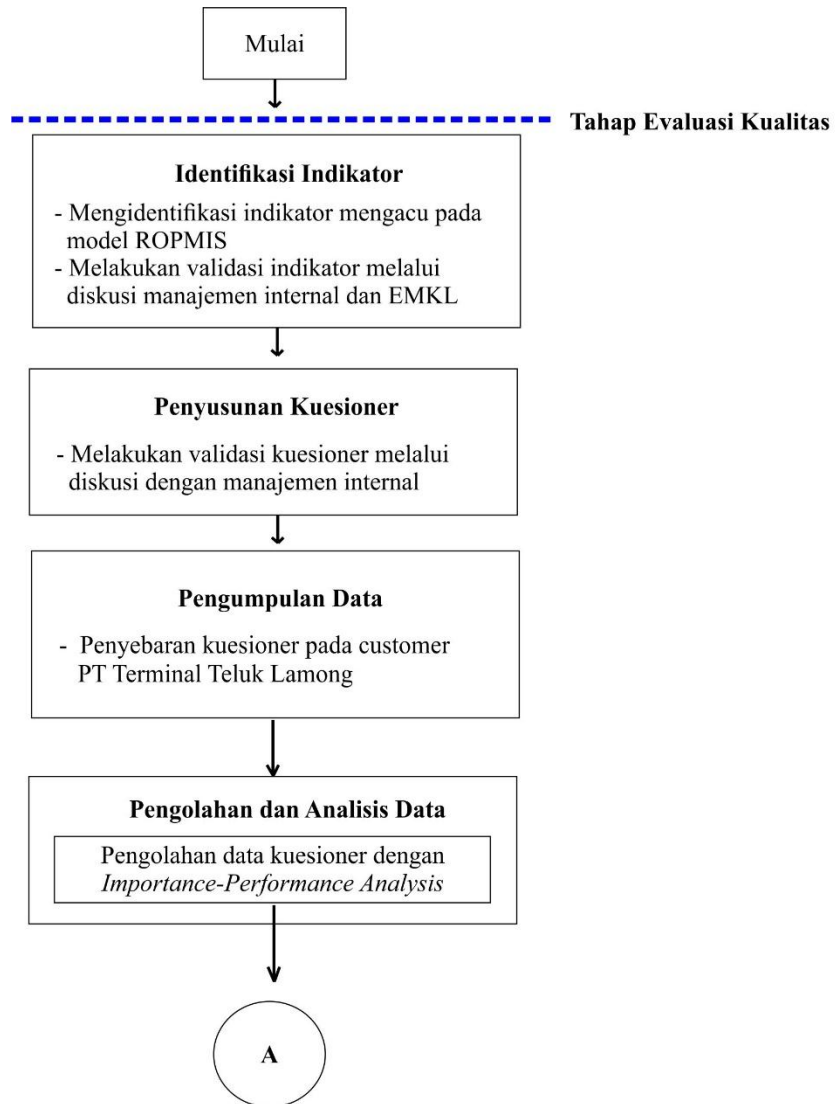 Mulai
Tahap Evaluasi Kualitas
Identifikasi Indikator
- Mengidentifikasi indikator mengacu pada
model ROPMIS
- Melakukan validasi indikator melalui
diskusi manajemen internal dan EMKL
Penyusunan Kuesioner
- Melakukan validasi kuesioner melalui
diskusi dengan manajemen internal
Pengumpulan Data
- Penyebaran kuesioner pada customer
PT Terminal Teluk Lamong
Pengolahan dan Analisis Data
Pengolahan data kuesioner dengan
Importance-Performance Analysis
A